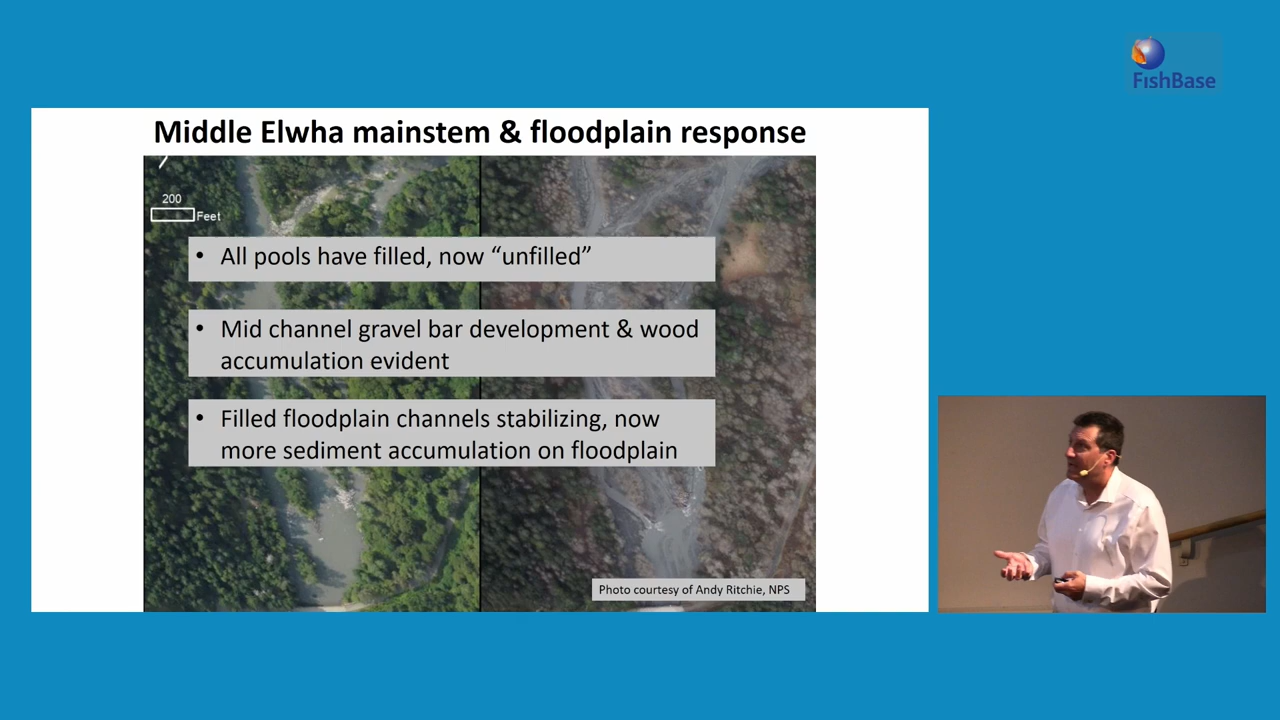 FishBase
Middle Elwha mainstem & floodplain response
200
Feet
• All pools have filled, now “unfilled”
• Mid channel gravel bar development & wood
accumulation evident
• Filled floodplain channels stabilizing, now
more sediment accumulation on floodplain
Photo courtesy of Andy Ritchie, NPS